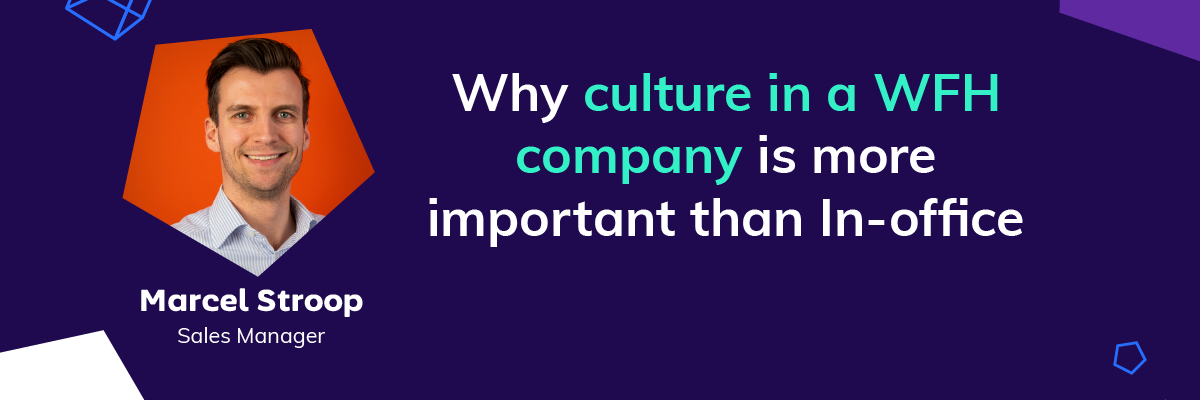 Why culture in a WFH
company is more
important than In-office
Marcel Stroop
Sales Manager